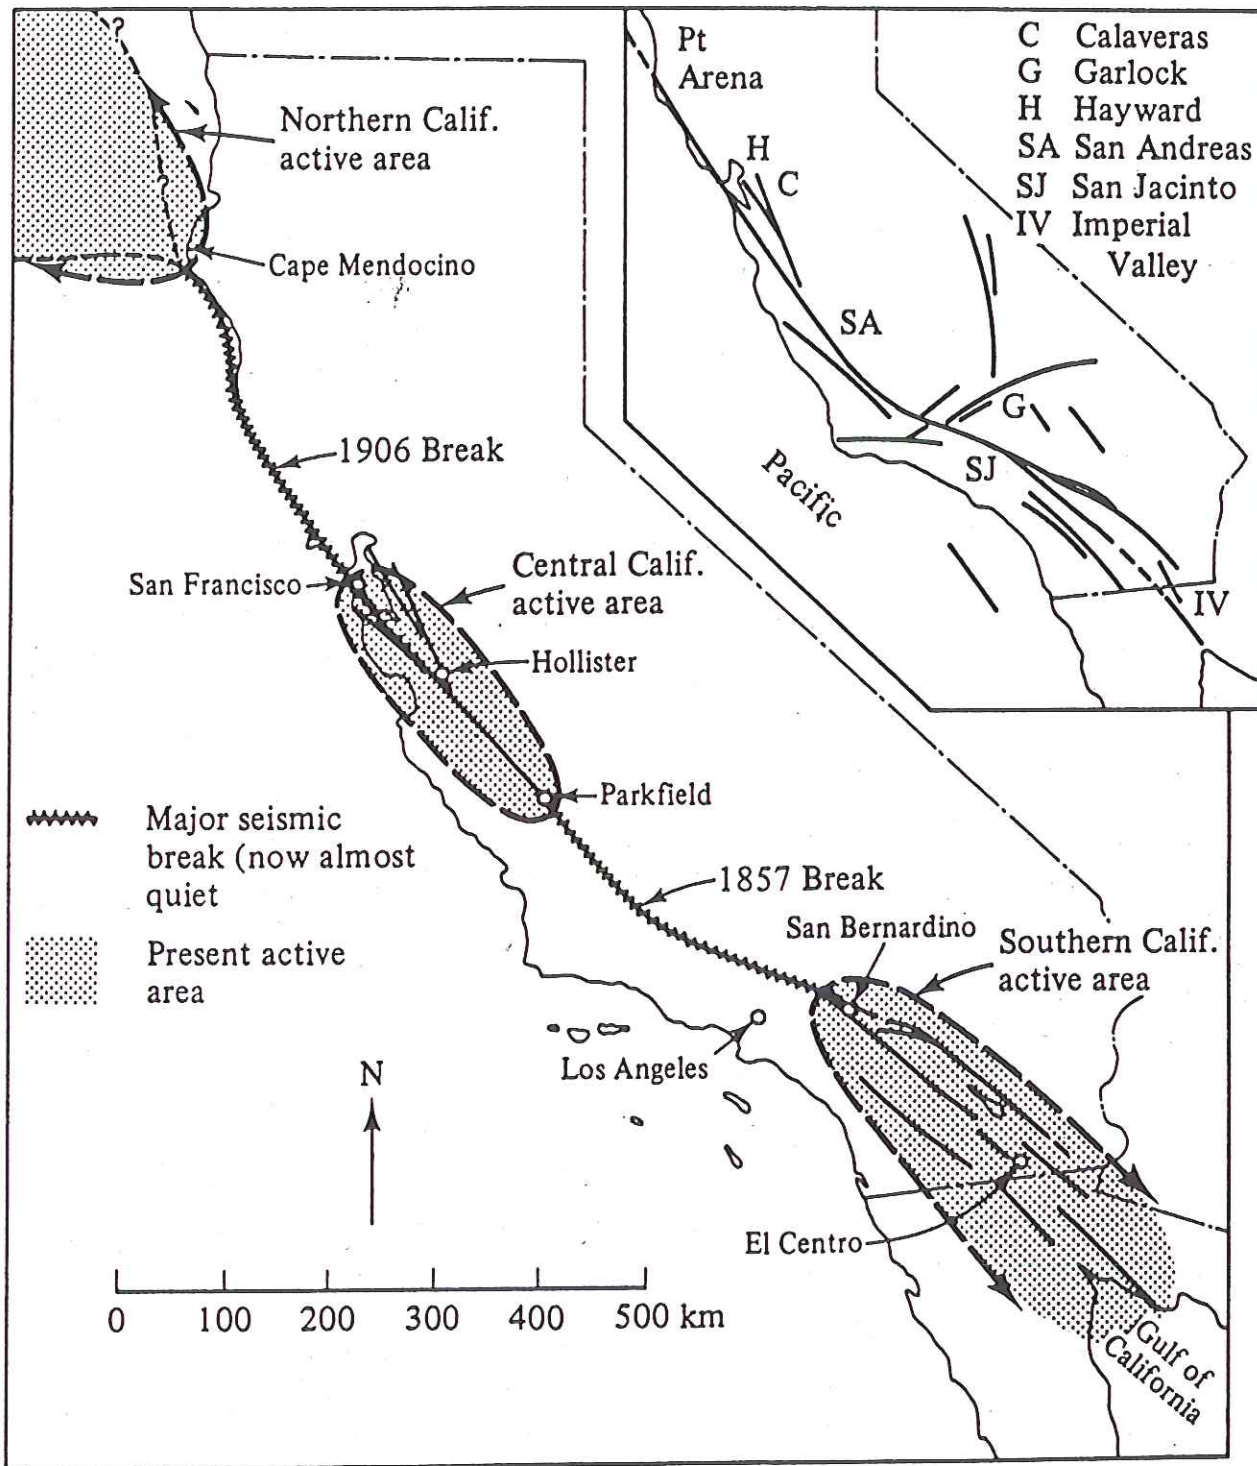 Northern Calif.
active area
Cape Mendocino
1906 Break
San Francisco
Central Calif.
active area
Hollister
Parkfield
1857 Break
San Bernardino
Southern Calif.
active area
Los Angeles
El Centro
Gulf of
California
Major seismic
break (now almost
quiet
Present active
area
N
0 100 200 300 400 500 km
?
?
?
Pt
Arena
H
C
SA
G
SJ
IV
Pacific
C Calaveras
G Garlock
H Hayward
SA San Andreas
SJ San Jacinto
IV Imperial
Valley